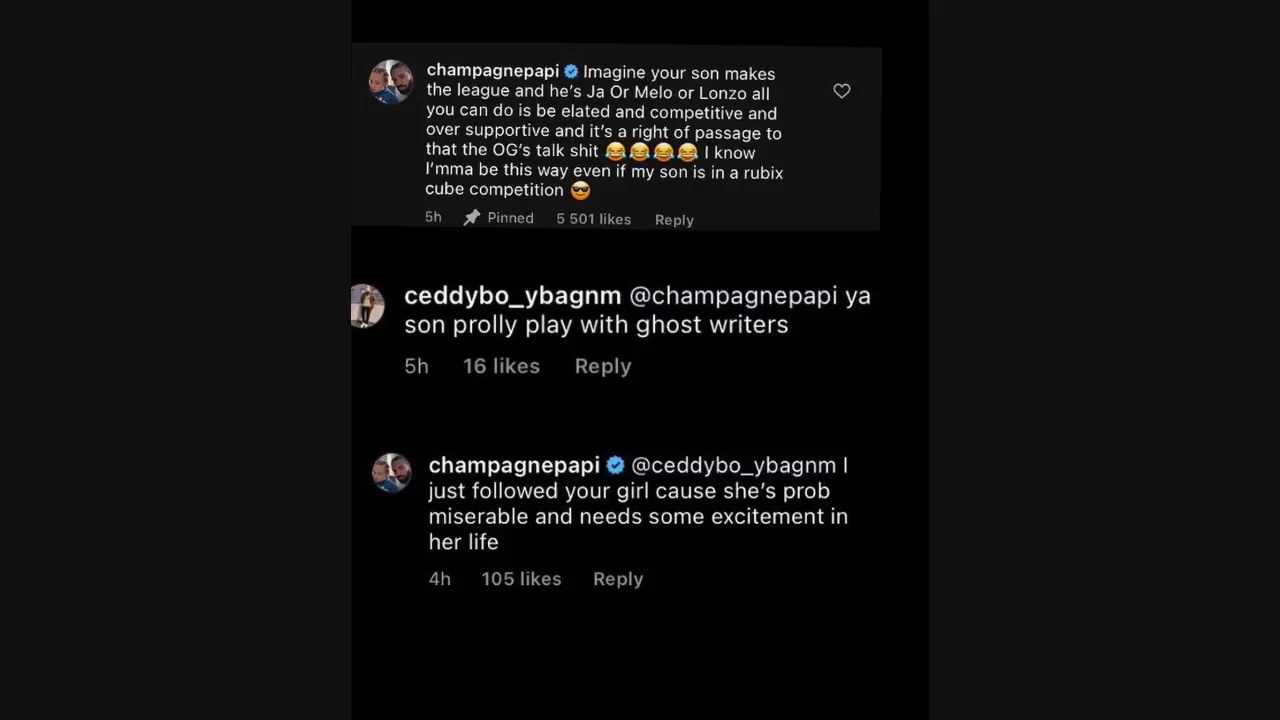 champagnepapi Imagine your son makes
the league and he's Ja Or Melo or Lonzo all
you can do is be elated and competitive and
over supportive and it's a right of passage to
that the OG's talk shit 😂😂😂😂 I know
I'mma be this way even if my son is in a rubix
cube competition 😎
5h Pinned 5 501 likes Reply
ceddybo_ybagnm @champagnepapi ya
son prolly play with ghost writers
5h 16 likes Reply
champagnepapi @ceddybo_ybagnm I
just followed your girl cause she's prob
miserable and needs some excitement in
her life
4h 105 likes Reply